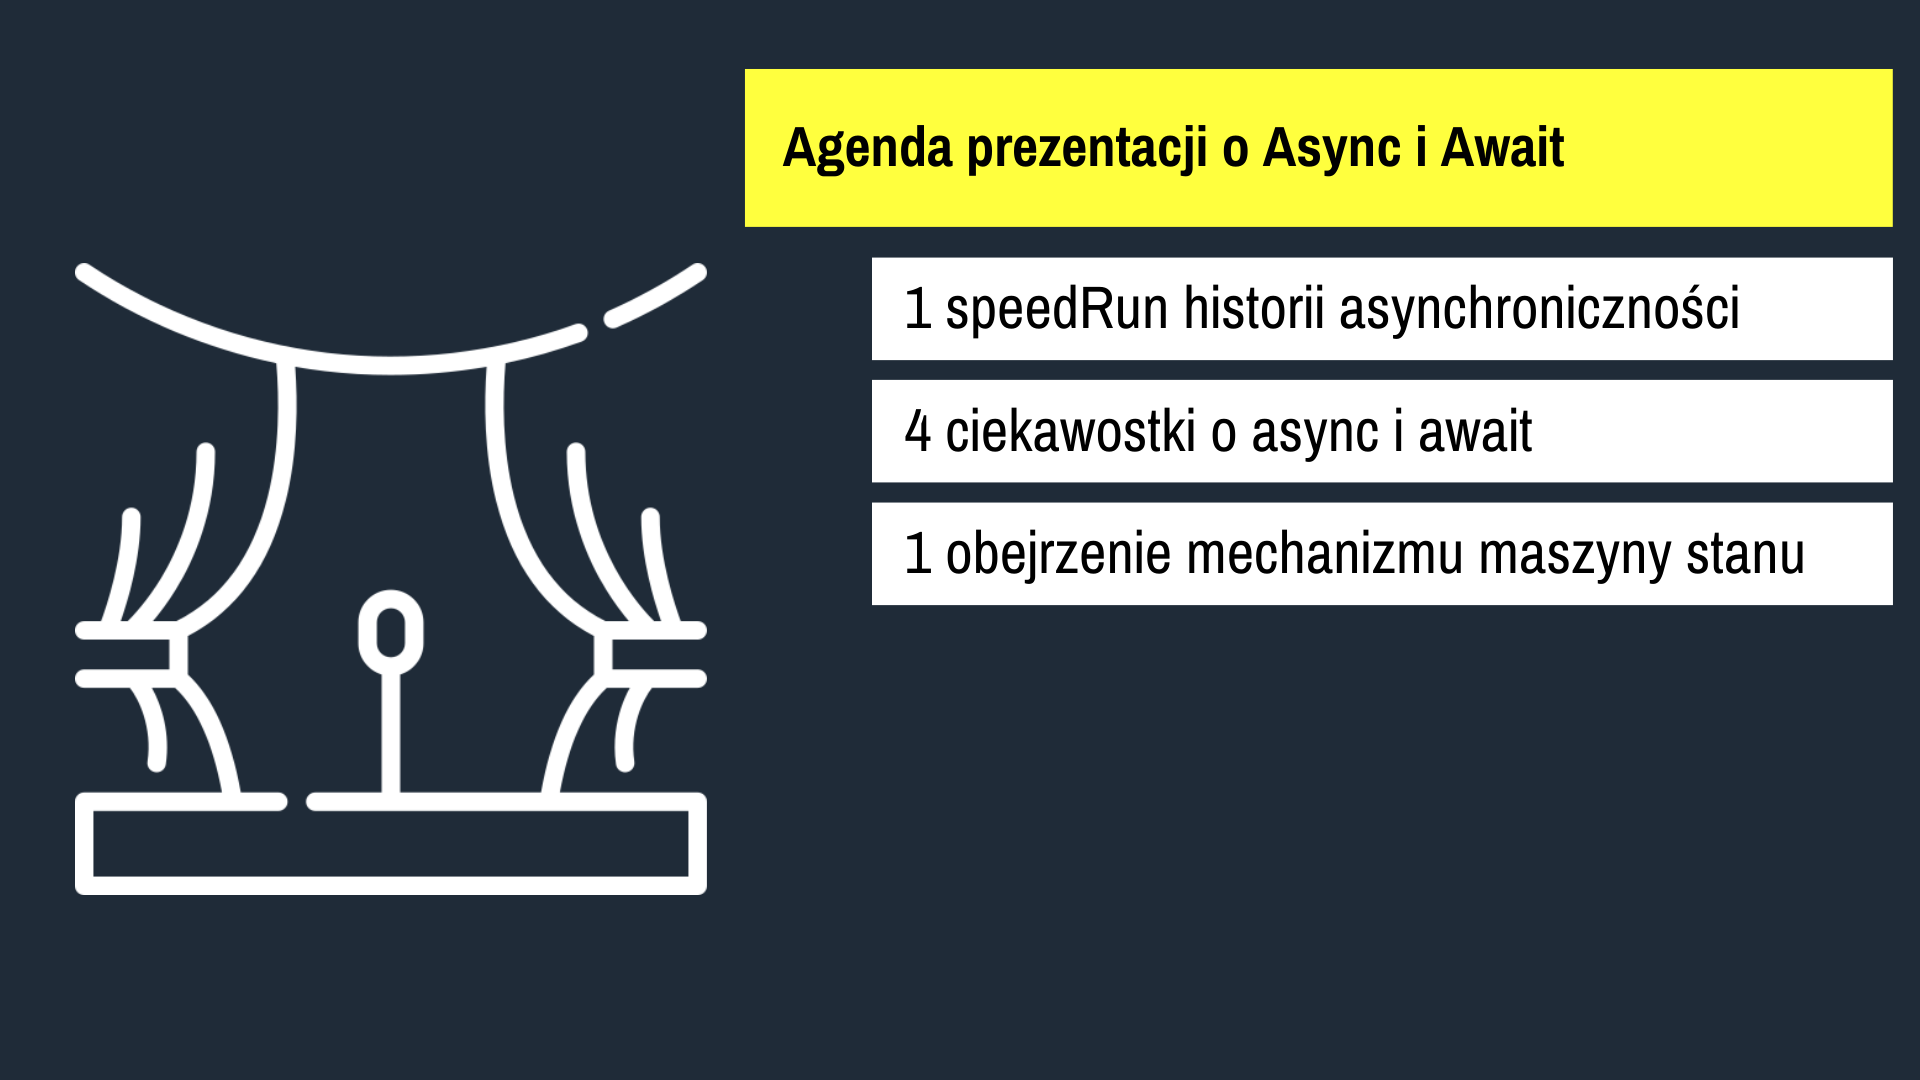 Agenda prezentacji o Async i Await
1 speedRun historii asynchroniczności
4 ciekawostki o async i await
1 obejrzenie mechanizmu maszyny stanu